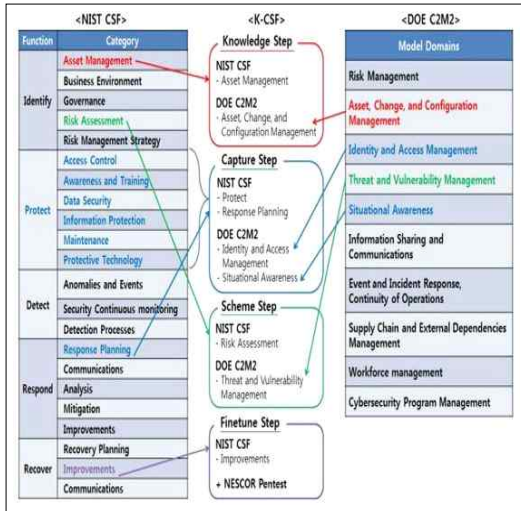 <NIST CSF>
Function
Category
Identify
Asset Management
Business Environment
Governance
Risk Assessment
Risk Management Strategy
Protect
Access Control
Awareness and Training
Data Security
Information Protection
Maintenance
Protective Technology
Detect
Anomalies and Events
Security Continuous monitoring
Detection Processes
Respond
Response Planning
Communications
Analysis
Mitigation
Improvements
Recover
Recovery Planning
Improvements
Communications
<K-CSF>
Knowledge Step
NIST CSF
- Asset Management
DOE C2M2
- Asset, Change, and
Configuration Management
Capture Step
NIST CSF
- Protect
- Response Planning
DOE C2M2
- Identity and Access
Management
- Situational Awareness
Scheme Step
NIST CSF
- Risk Assessment
DOE C2M2
- Threat and Vulnerability
Management
Finetune Step
NIST CSF
- Improvements
+ NESCOR Pentest
<DOE C2M2>
Model Domains
Risk Management
Asset, Change, and Configuration
Management
Identity and Access Management
Threat and Vulnerability Management
Situational Awareness
Information Sharing and
Communications
Event and Incident Response,
Continuity of Operations
Supply Chain and External Dependencies
Management
Workforce management
Cybersecurity Program Management